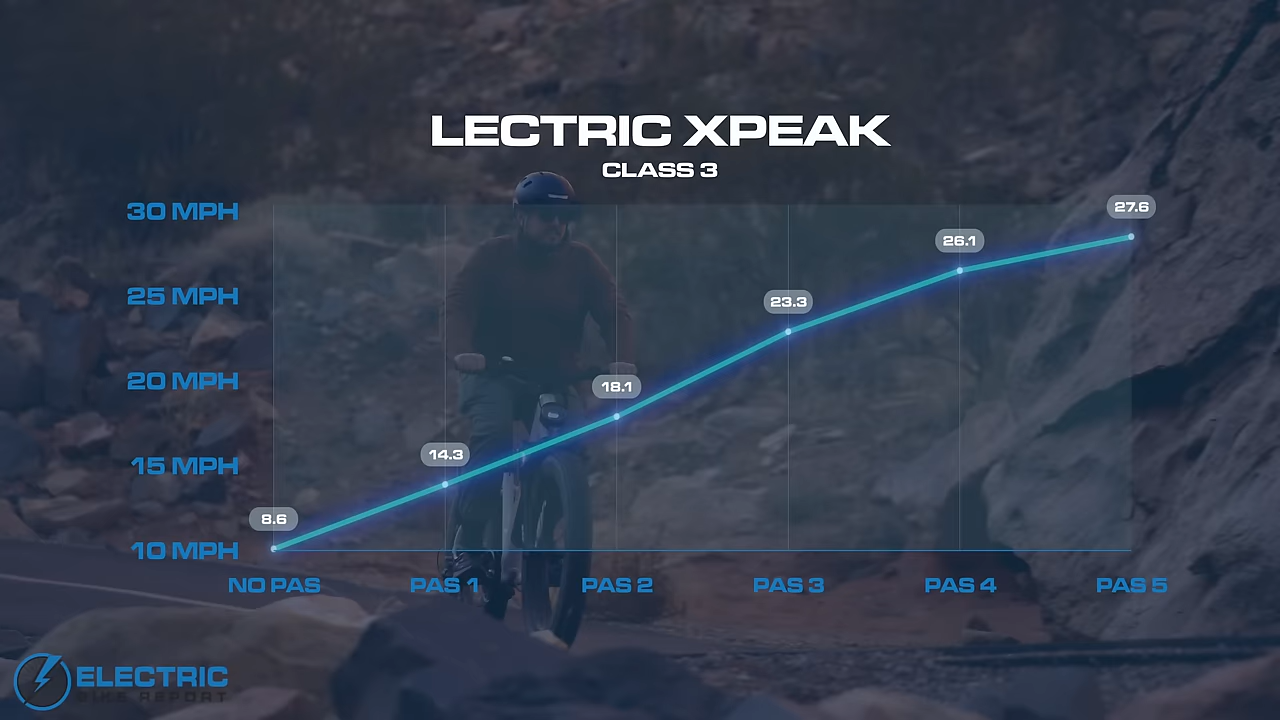 LECTRIC XPEAK
CLASS 3
30 MPH
25 MPH
20 MPH
15 MPH
10 MPH
8.6
14.3
18.1
23.3
26.1
27.6
NO PAS
PAS 1
PAS 2
PAS 3
PAS 4
PAS 5
ELECTRIC
BIKE REPORT